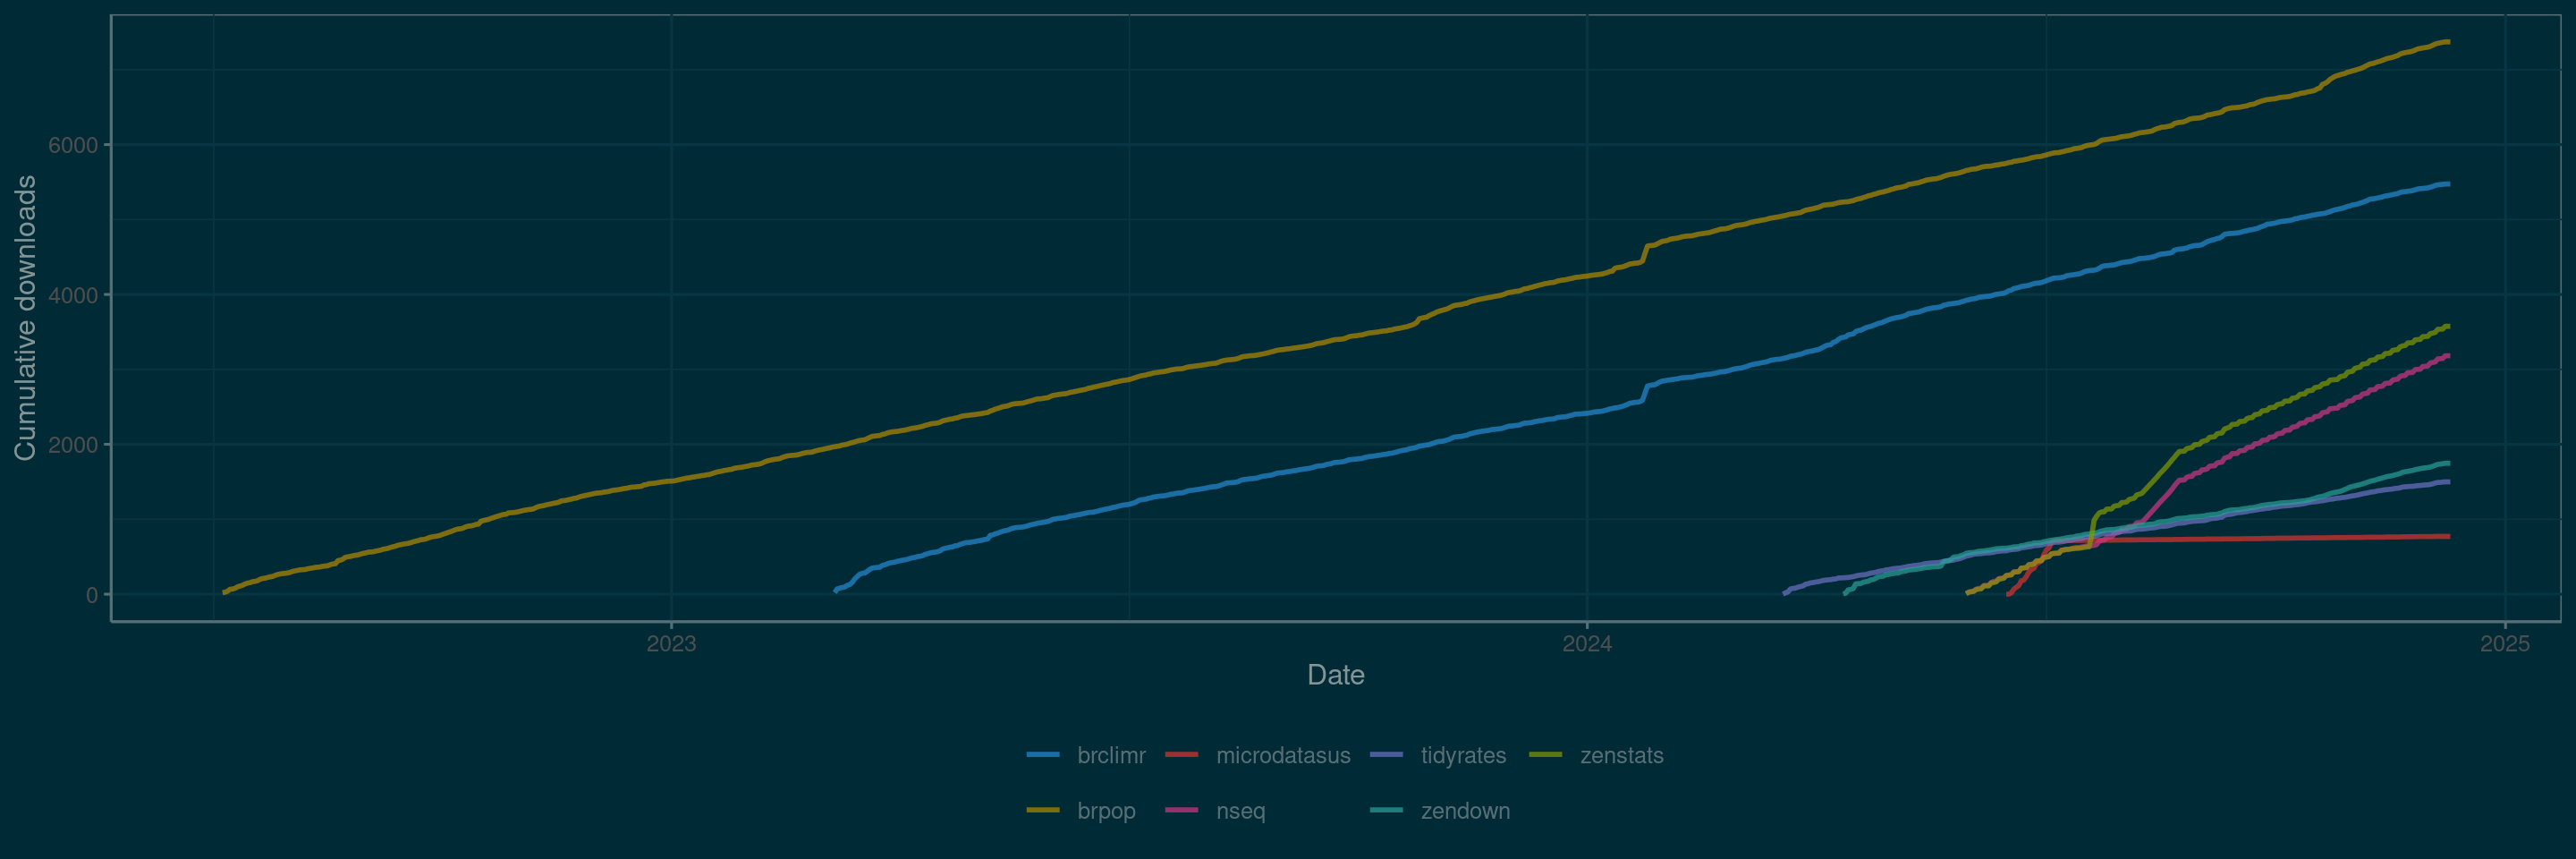 Cumulative downloads
6000
4000
2000
0
2023 2024 2025
Date
brclimr microdatasus tidyrates zenstats
brpop nseq zendown